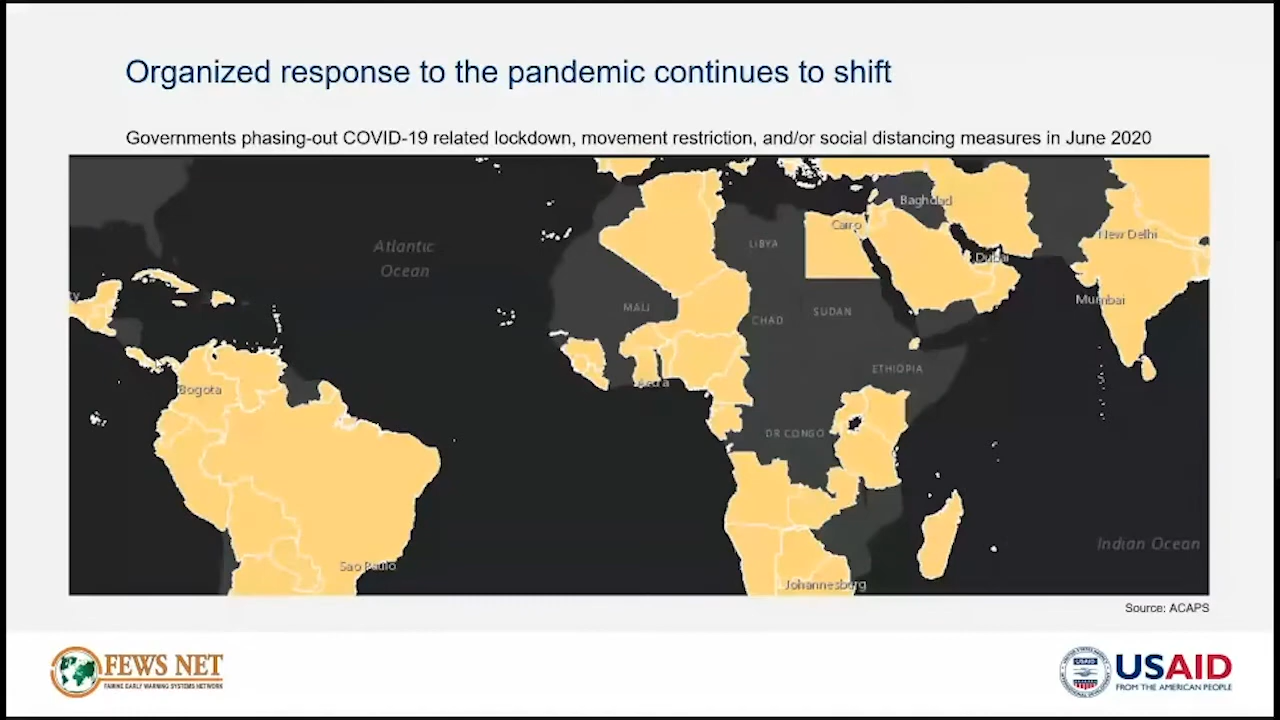 Organized response to the pandemic continues to shift
Governments phasing-out COVID-19 related lockdown, movement restriction, and/or social distancing measures in June 2020
Baghdad
Cairo
New Delhi
Atlantic
Ocean
LIBYA
Dubai
Mumbai
MALI
SUDAN
CHAD
ETHIOPIA
Accra
Bogota
DR CONGO
Indian Ocean
Sao Paulo
Johannesberg
Source: ACAPS
FEWS NET
FAMINE EARLY WARNING SYSTEMS NETWORK
USAID
USAID
FROM THE AMERICAN PEOPLE